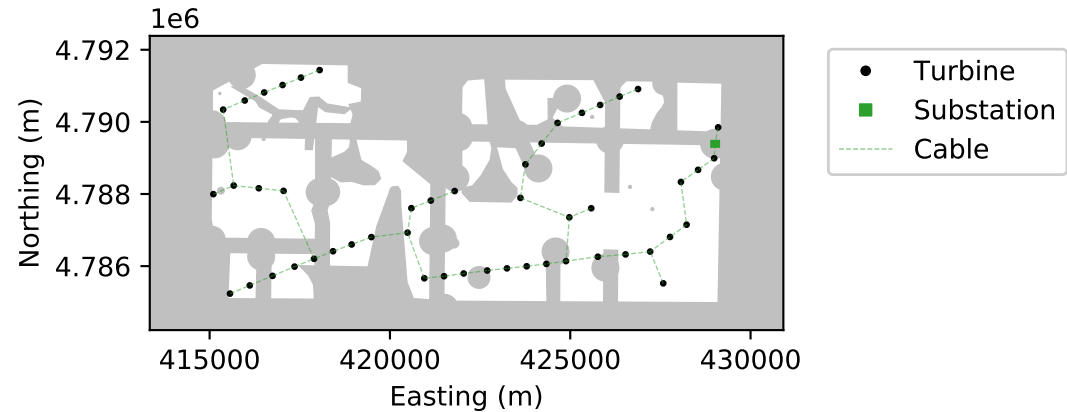 1e6
4.792
4.790
4.788
4.786
Northing (m)
415000 420000 425000 430000
Easting (m)
Turbine
Substation
Cable